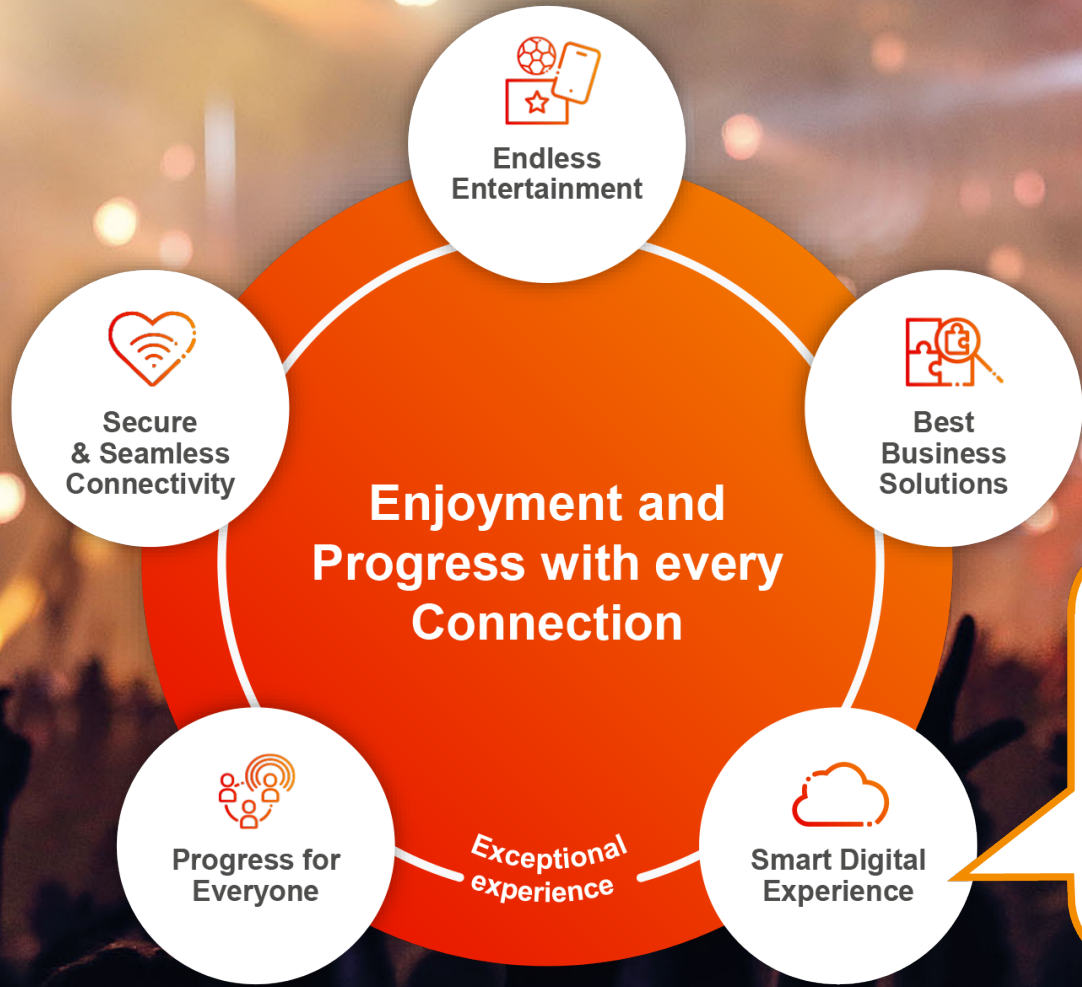 Endless
Entertainment
Secure
& Seamless
Connectivity
Best
Business
Solutions
Enjoyment and
Progress with every
Connection
Progress for
Everyone
Exceptional
experience
Smart Digital
Experience